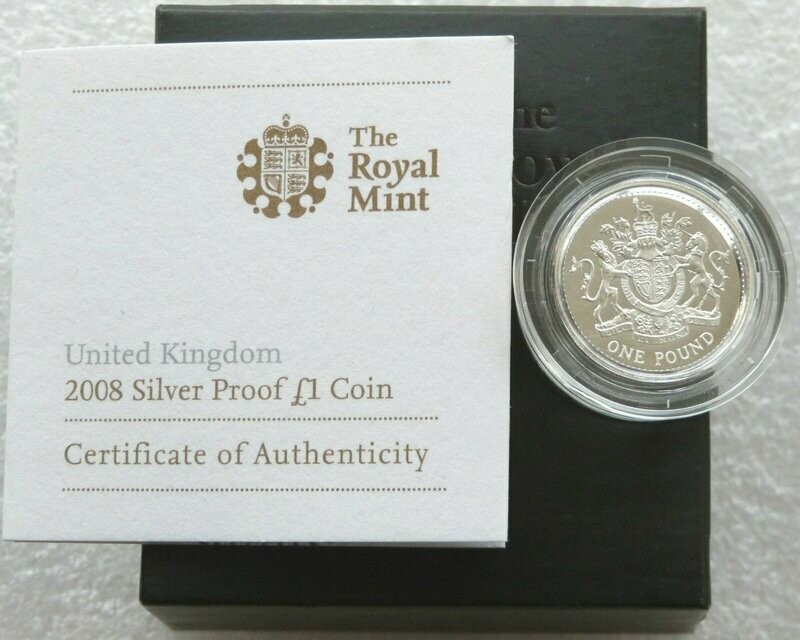 The
Royal
Mint
United Kingdom
2008 Silver Proof £1 Coin
Certificate of Authenticity
ONE POUND